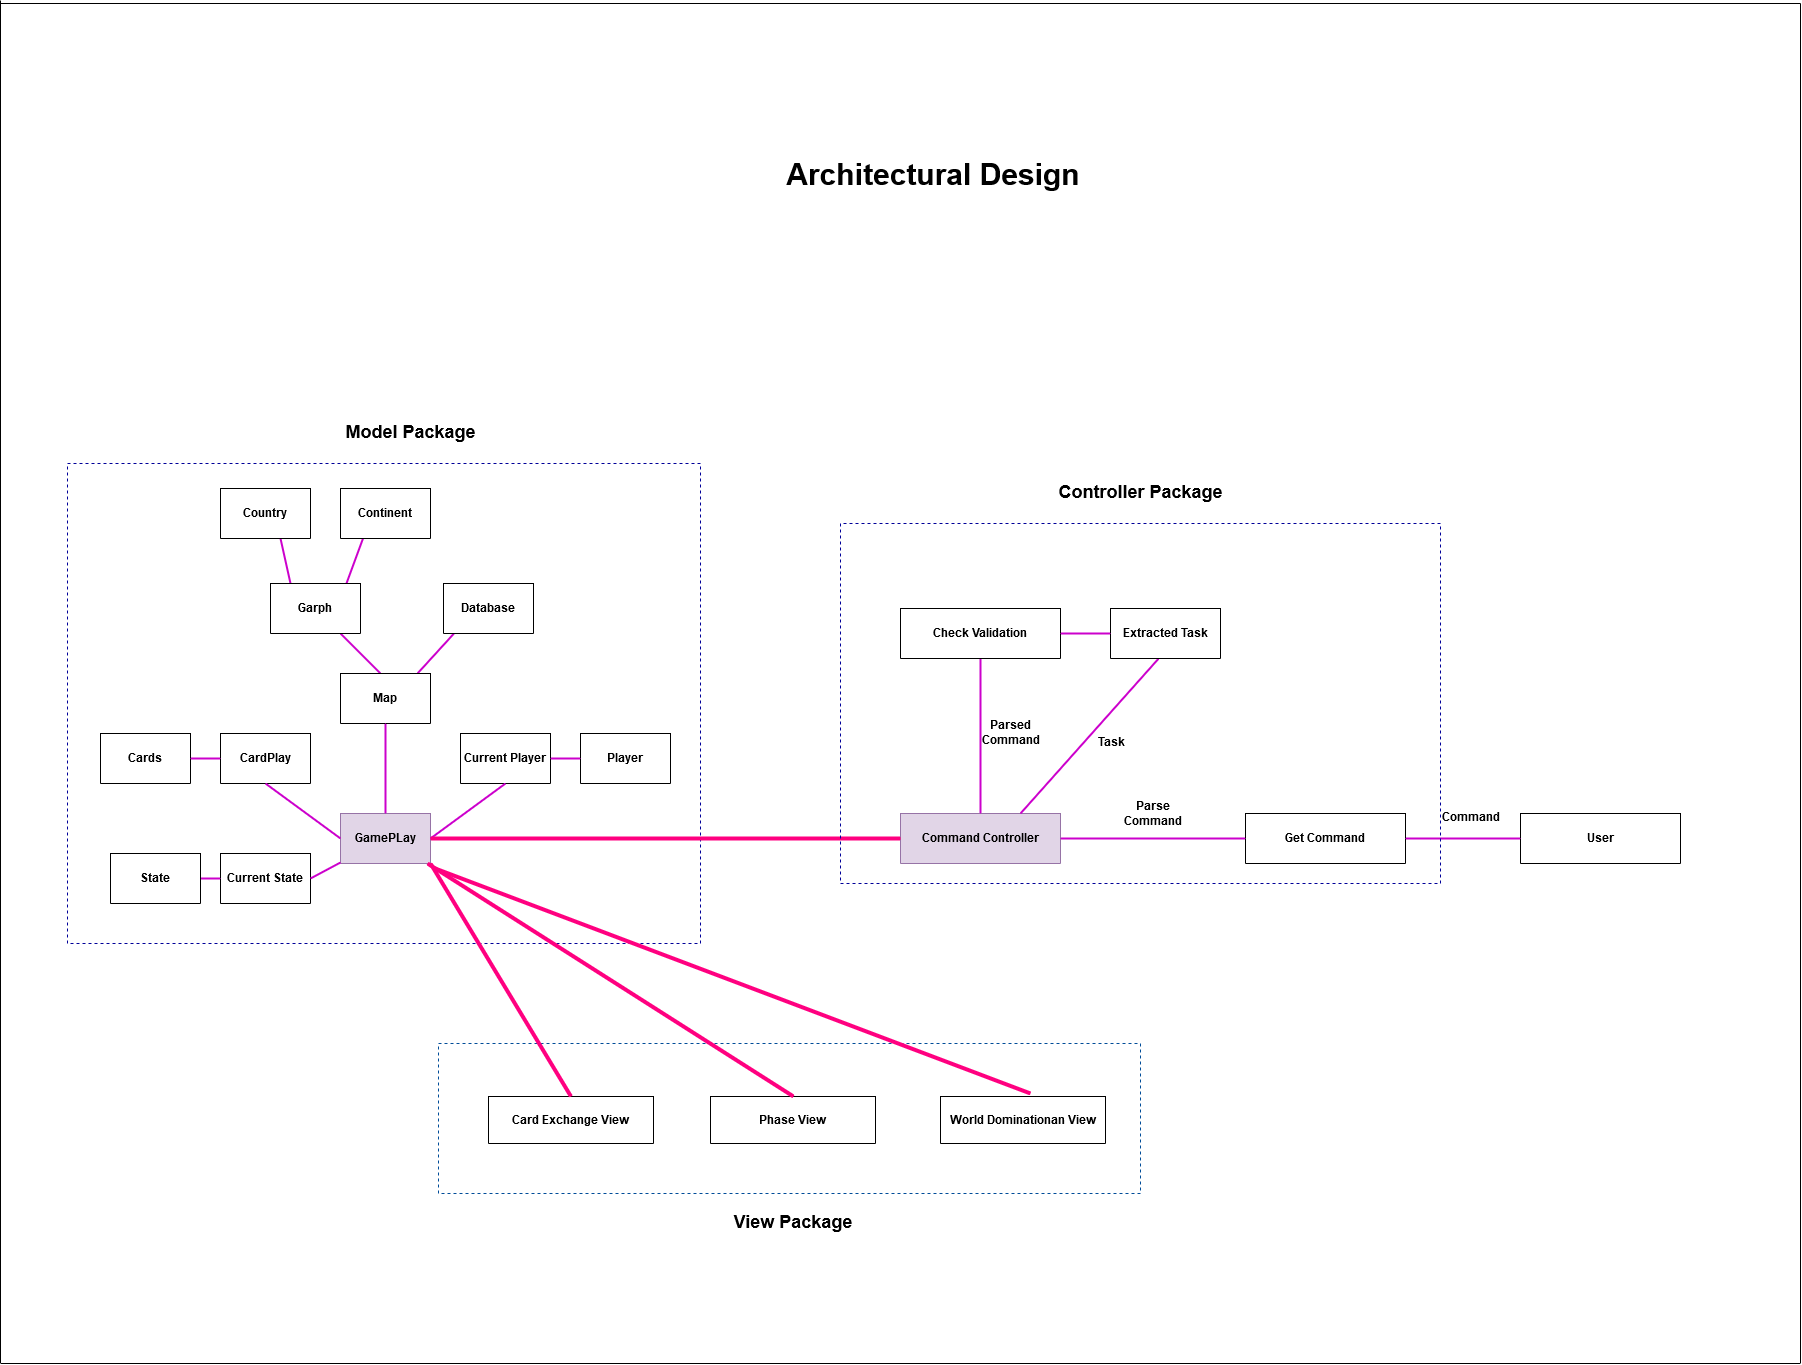 Architectural Design
Model Package
Controller Package
Country
Continent
Garph
Database
Check Validation
Extracted Task
Map
Parsed
Command
Task
Cards
CardPlay
Current Player
Player
Parse
Command
Command
GamePLay
Command Controller
Get Command
User
State
Current State
Card Exchange View
Phase View
World Dominationan View
View Package